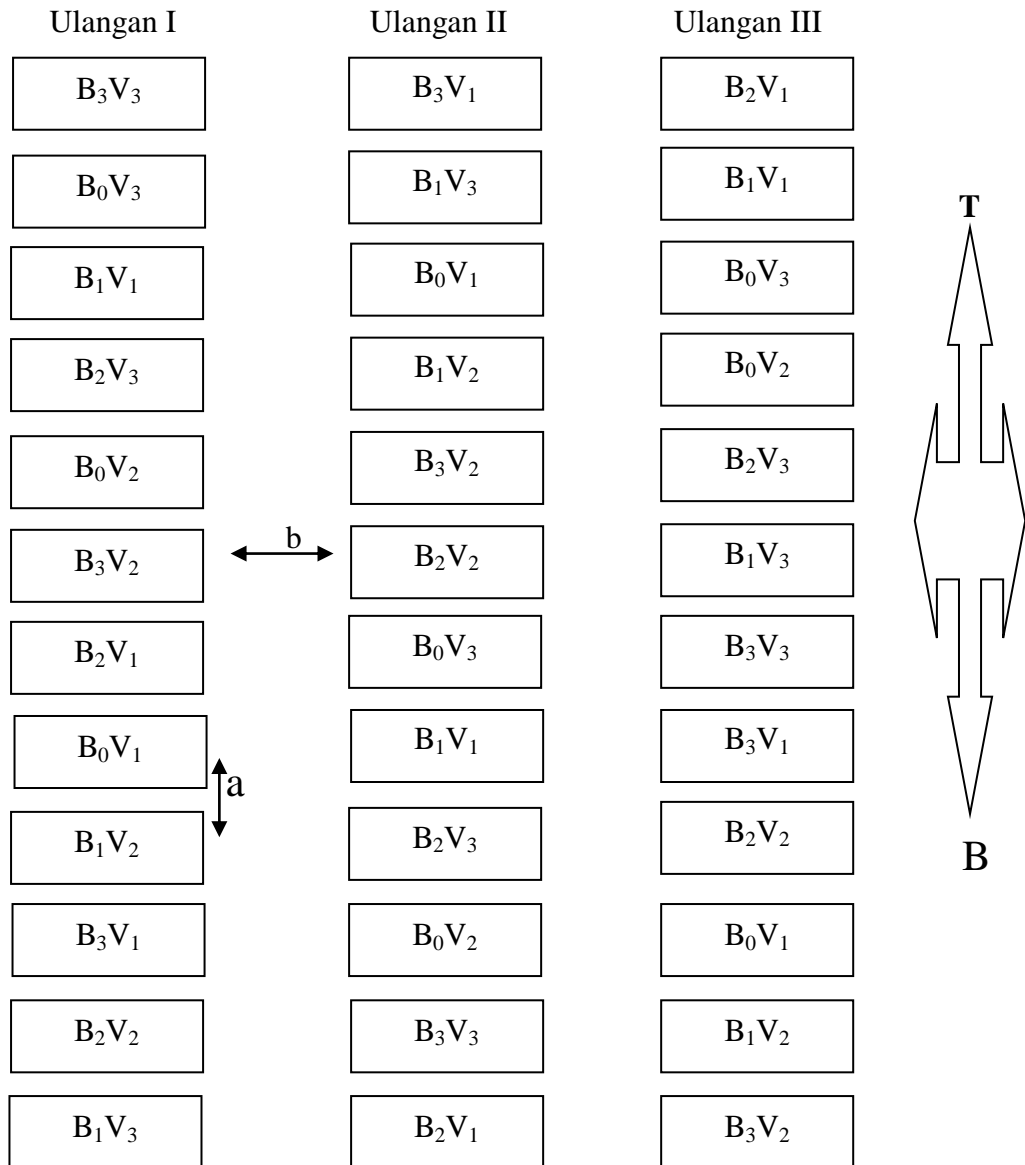 Ulangan I Ulangan II Ulangan III
B₃V₃ B₃V₁ B₂V₁
B₀V₃ B₁V₃ B₁V₁
T
B₁V₁ B₀V₁ B₀V₃
B₂V₃ B₁V₂ B₀V₂
B₀V₂ B₃V₂ B₂V₃
b
B₃V₂ B₂V₂ B₁V₃
B₂V₁ B₀V₃ B₃V₃
B₀V₁ B₁V₁ B₃V₁
a
B₁V₂ B₂V₃ B₂V₂
B
B₃V₁ B₀V₂ B₀V₁
B₂V₂ B₃V₃ B₁V₂
B₁V₃ B₂V₁ B₃V₂